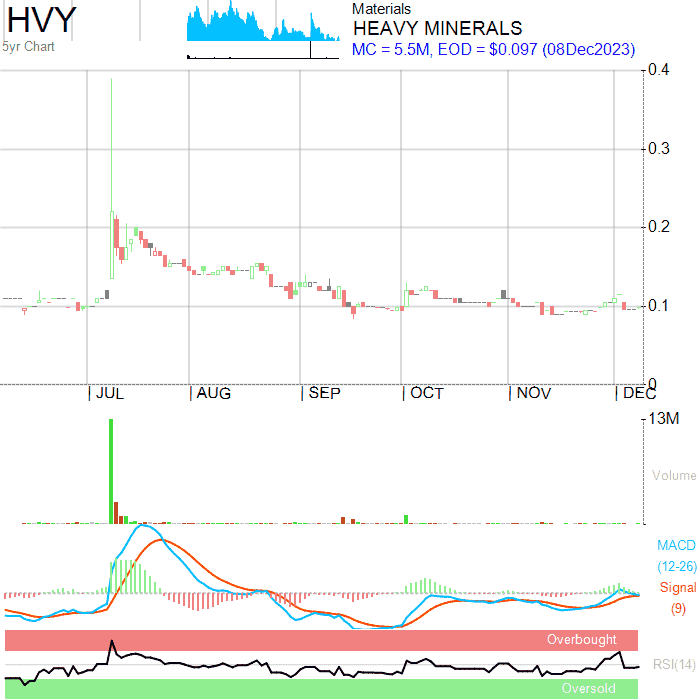 HVY
5yr Chart
Materials
HEAVY MINERALS
MC = 5.5M, EOD = $0.097 (08Dec2023)
0.4
0.3
0.2
0.1
0
JUL AUG SEP OCT NOV DEC
13M
Volume
MACD
(12-26)
Signal
(9)
Overbought
RSI(14)
Oversold